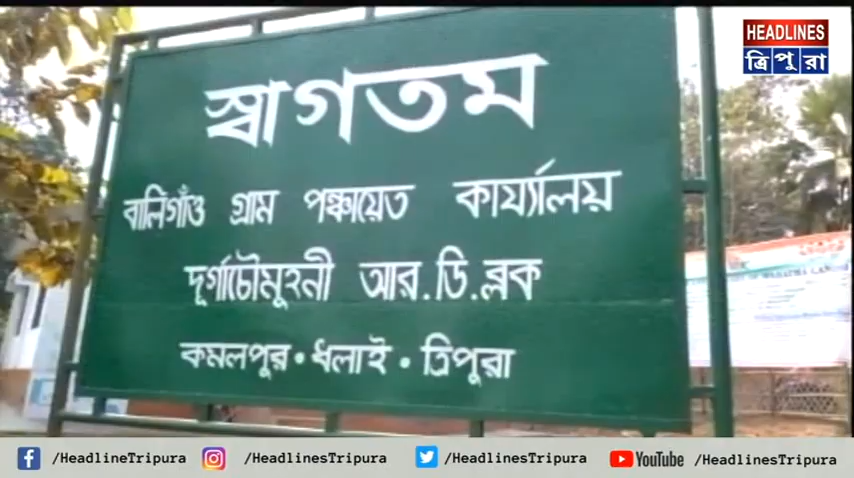 HEADLINES
ত্রিপুরা
স্বাগতম
বালিগাঁও গ্রাম পঞ্চায়েত কার্য্যালয়
দূর্গাচৌমূহনী আর.ডি.ব্লক
কমলপুর • ধলাই • ত্রিপুরা
/HeadlineTripura /HeadlinesTripura /HeadlinesTripura YouTube /HeadlinesTripura